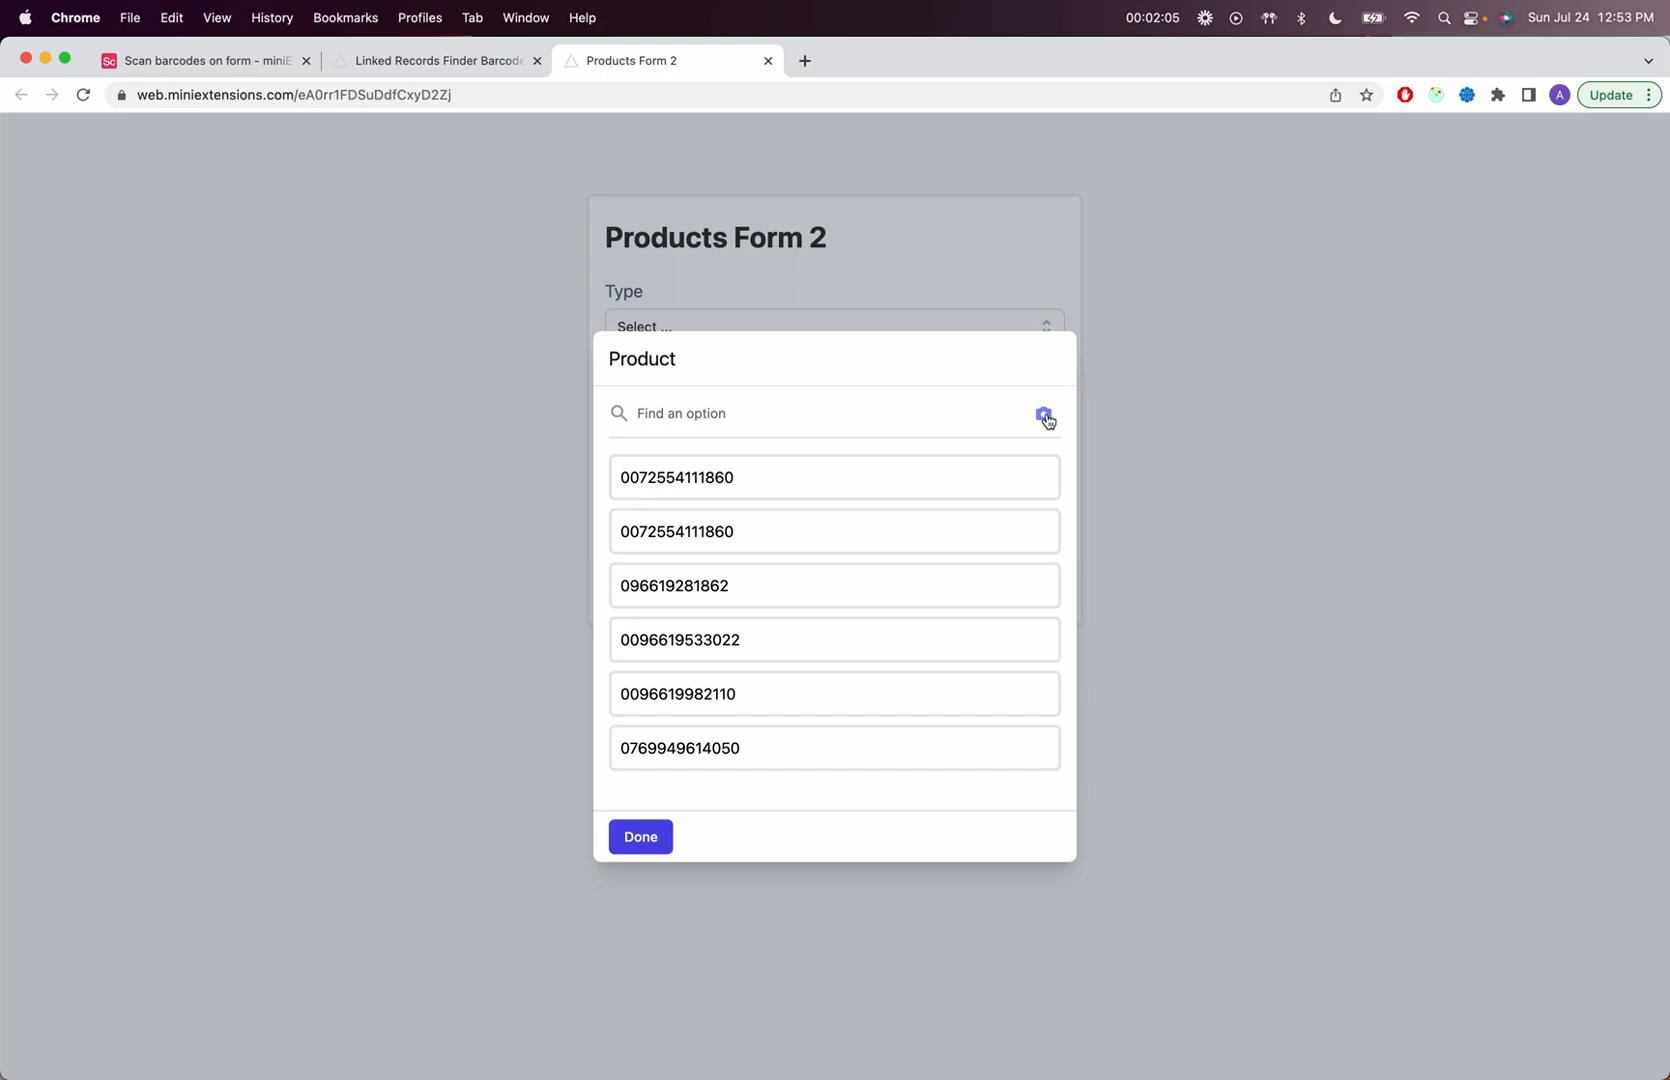 Chrome File Edit View History Bookmarks Profiles Tab Window Help 00:02:05 Sun Jul 24 12:53 PM
Sc Scan barcodes on form - miniE Linked Records Finder Barcode Products Form 2
web.miniextensions.com/eA0rr1FDSuDdfCxyD2Zj A Update
Products Form 2
Type
Select ...
Product
Find an option
0072554111860
0072554111860
096619281862
0096619533022
0096619982110
0769949614050
Done